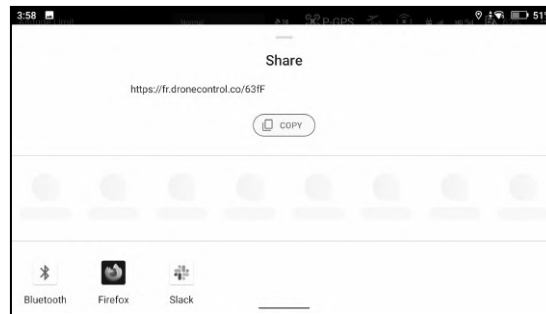 3:58 51%
P-GPS
Share
https://fr.dronecontrol.co/63fF
COPY
Bluetooth Firefox Slack